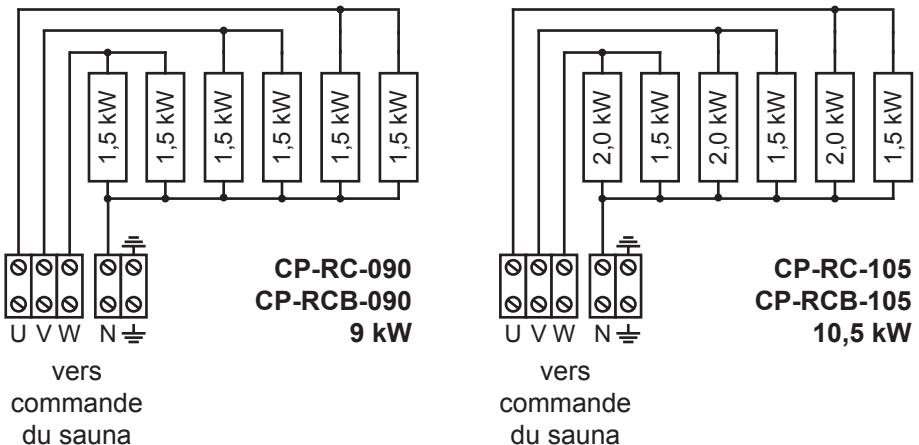 1,5 kW
1,5 kW
1,5 kW
1,5 kW
1,5 kW
1,5 kW
CP-RC-090
CP-RCB-090
9 kW
U V W N
vers
commande
du sauna
2,0 kW
1,5 kW
2,0 kW
1,5 kW
2,0 kW
1,5 kW
CP-RC-105
CP-RCB-105
10,5 kW
U V W N
vers
commande
du sauna